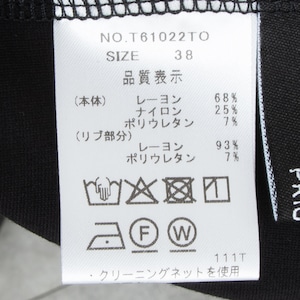 NO.T61022TO
SIZE 38
品質表示
(本体) レーヨン 68%
ナイロン 25%
ポリウレタン 7%
(リブ部分)
レーヨン 93%
ポリウレタン 7%
F W
111T
・クリーニングネットを使用